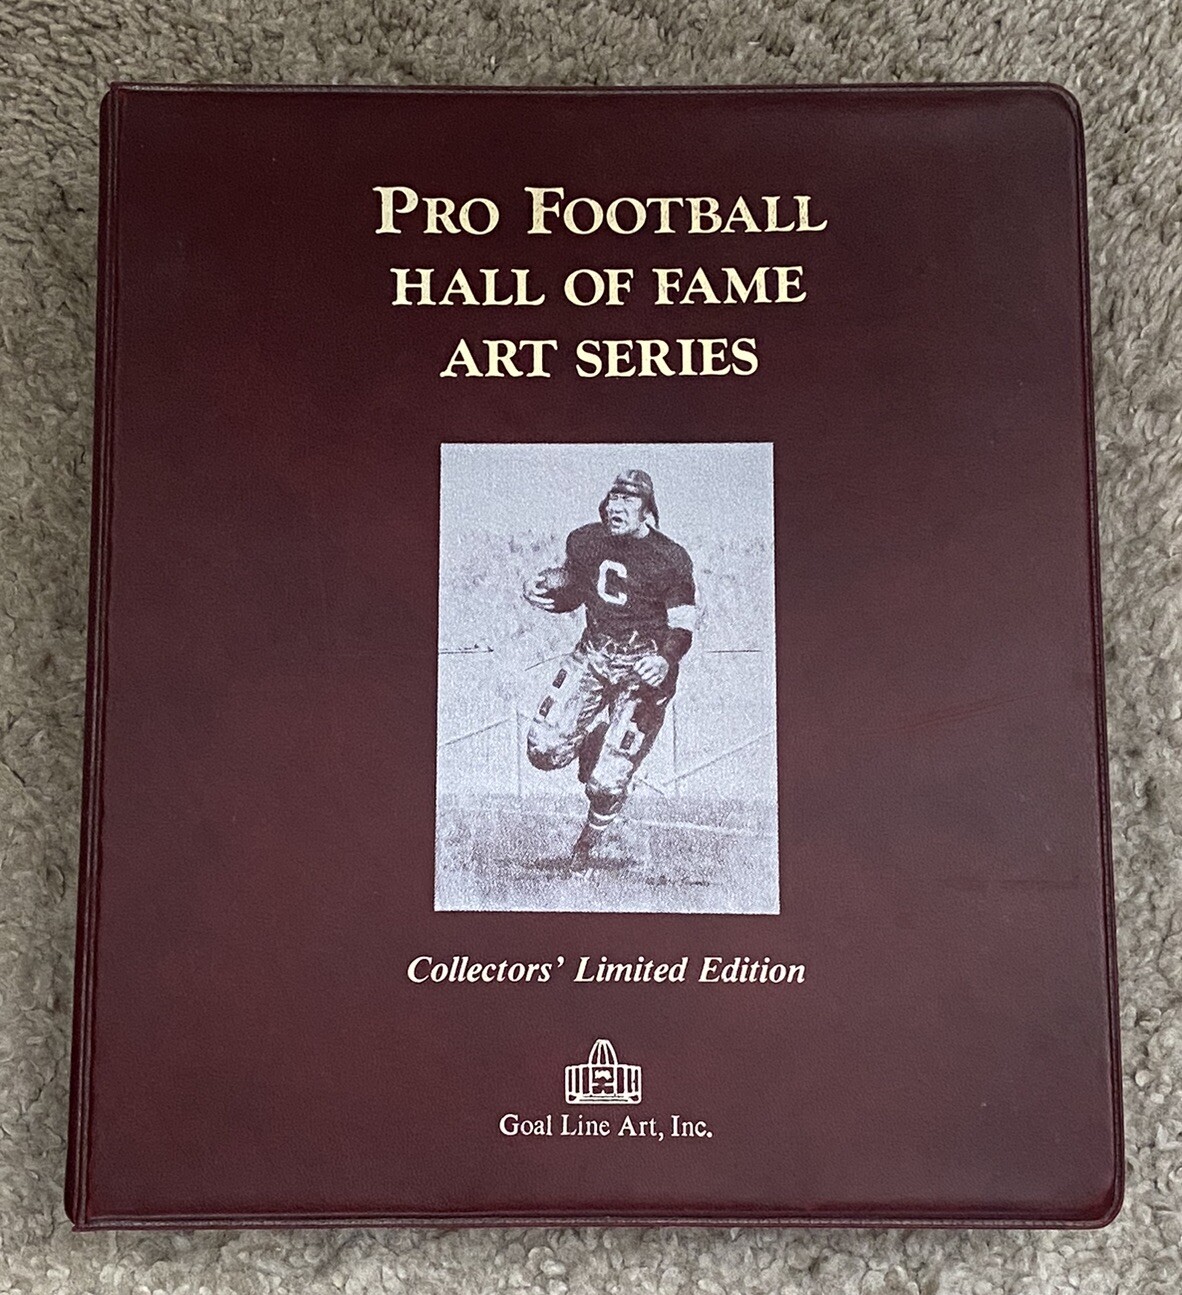 PRO FOOTBALL
HALL OF FAME
ART SERIES
C
Collectors' Limited Edition
Goal Line Art, Inc.